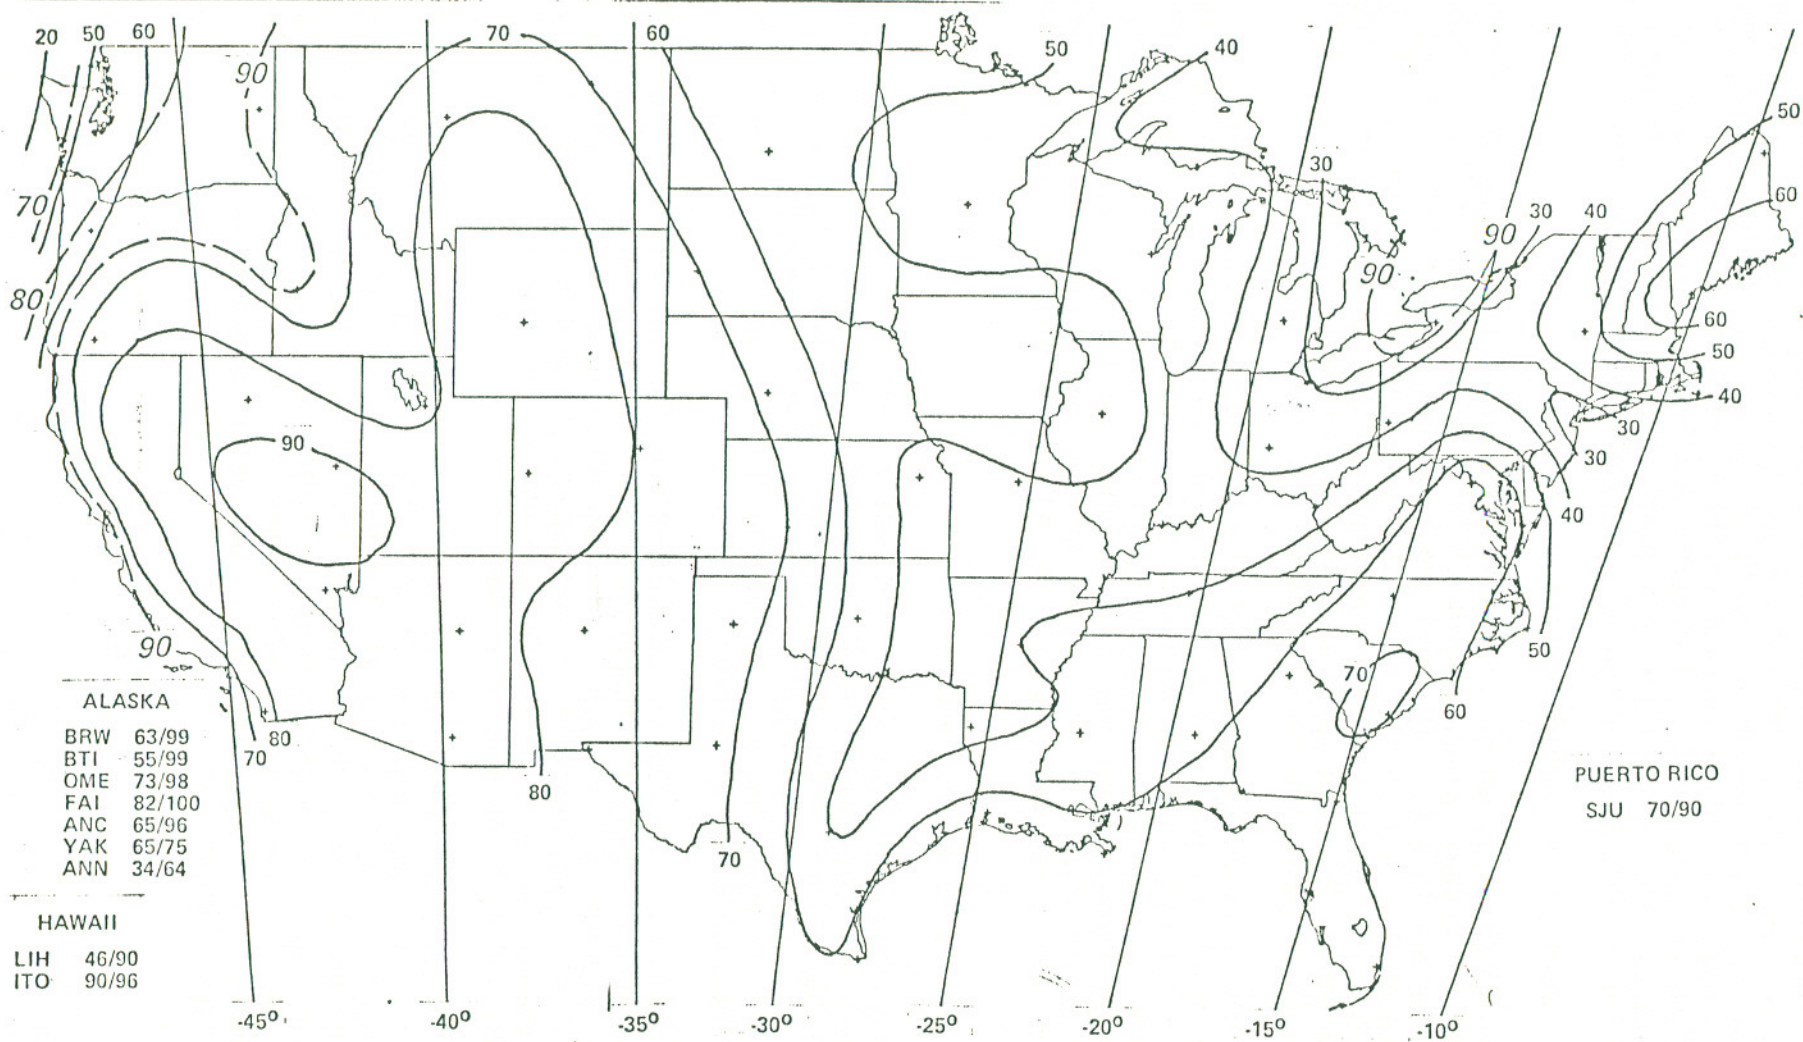 20 50 60 70 60 50 40
90
50
30
70
60
90 30 40
90
80
60
50
40
30
90
30
40
90
50
70
60
ALASKA
BRW 63/99
BTI 55/99
OME 73/98
FAI 82/100
ANC 65/96
YAK 65/75
ANN 34/64
80
70
80
70
PUERTO RICO
SJU 70/90
HAWAII
LIH 46/90
ITO 90/96
-45° -40° -35° -30° -25° -20° -15° -10°